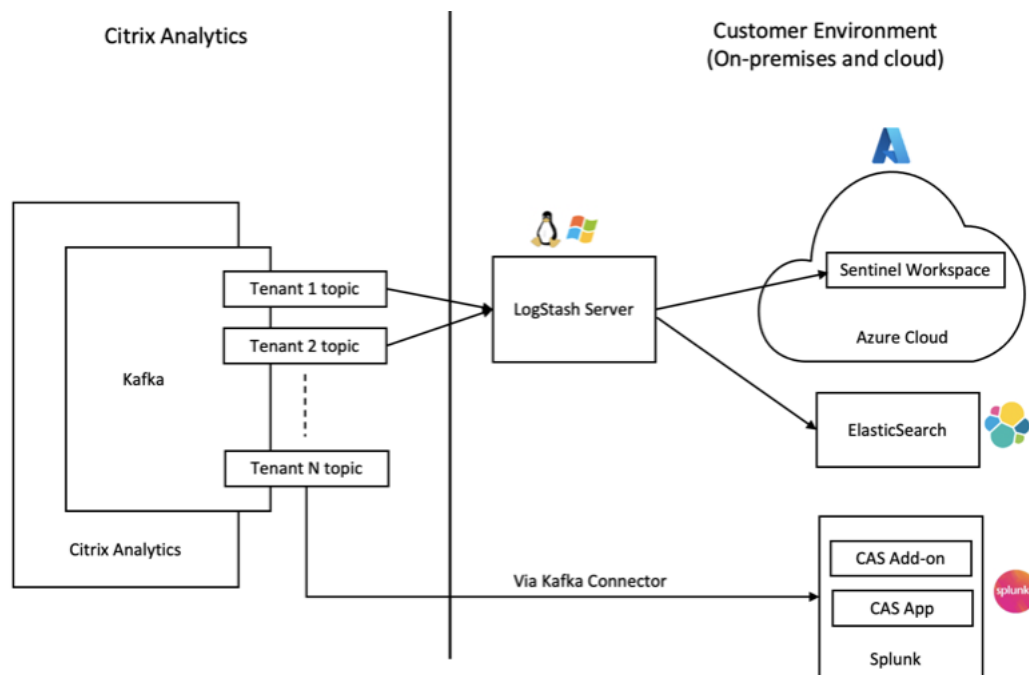 Citrix Analytics
Customer Environment
(On-premises and cloud)
Tenant 1 topic
Tenant 2 topic
Kafka
Tenant N topic
Citrix Analytics
LogStash Server
Sentinel Workspace
Azure Cloud
ElasticSearch
Via Kafka Connector
CAS Add-on
CAS App
Splunk
splunk